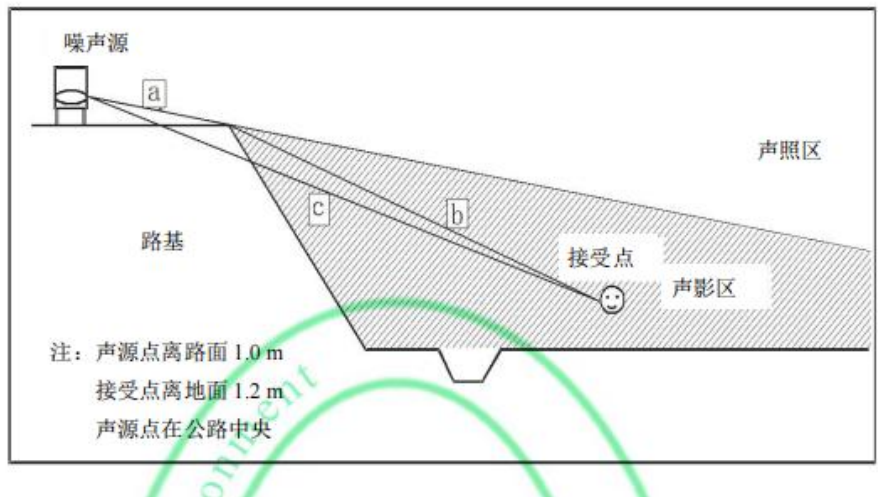 噪声源
a
声照区
c
b
路基
接受点
声影区
注：声源点离路面 1.0 m
接受点离地面 1.2 m
声源点在公路中央
onment